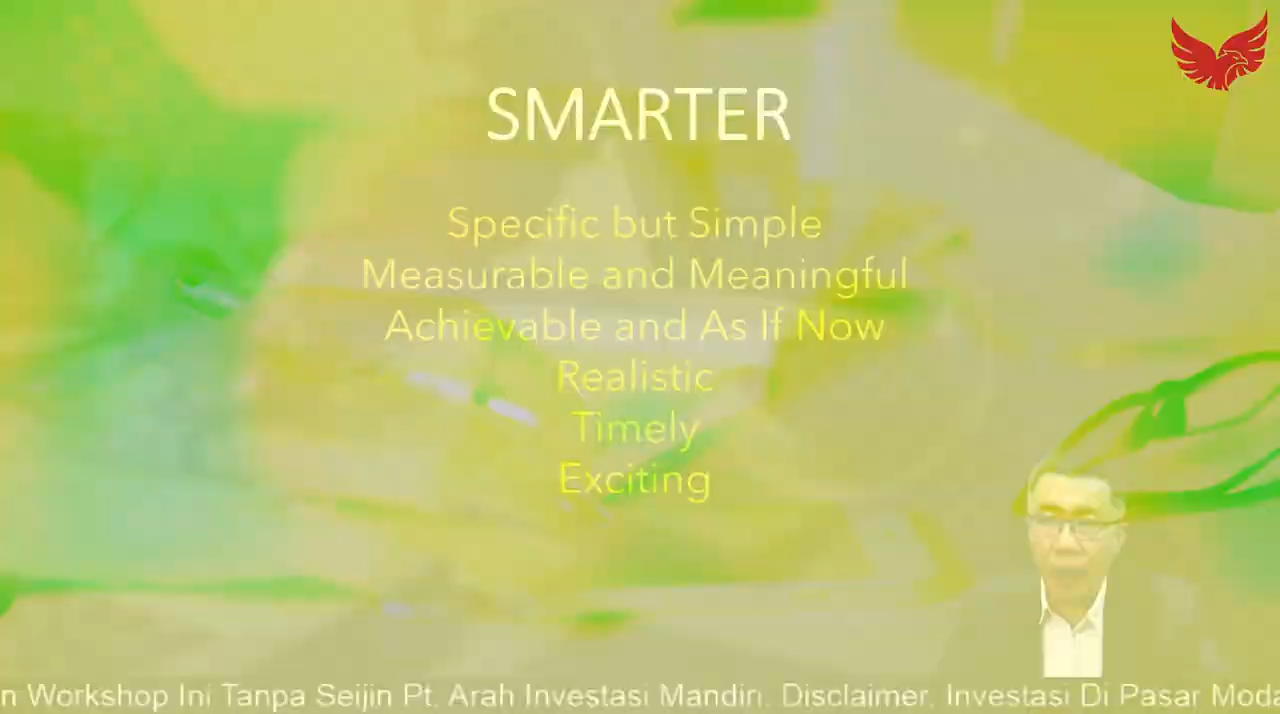 SMARTER
Specific but Simple
Measurable and Meaningful
Achievable and As If Now
Realistic
Timely
Exciting
n Workshop Ini Tanpa Seijin Pt. Arah Investasi Mandiri. Disclaimer. Investasi Di Pasar Moda